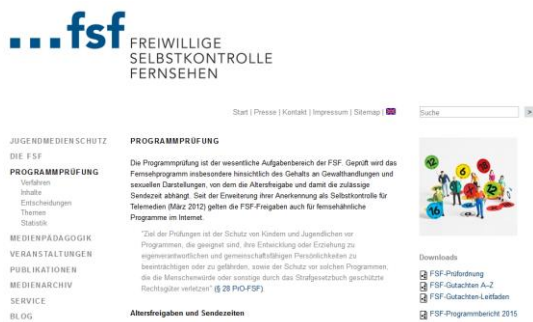 ...fsf FREIWILLIGE
SELBSTKONTROLLE
FERNSEHEN
Start | Presse | Kontakt | Impressum | Sitemap |
Suche
>
JUGENDMEDIENSCHUTZ
DIE FSF
PROGRAMMPRÜFUNG
Verfahren
Inhalte
Entscheidungen
Themen
Statistik
MEDIENPÄDAGOGIK
VERANSTALTUNGEN
PUBLIKATIONEN
MEDIENARCHIV
SERVICE
BLOG
PROGRAMMPRÜFUNG
Die Programmprüfung ist der wesentliche Aufgabenbereich der FSF. Geprüft wird das
Fernsehprogramm insbesondere hinsichtlich des Gehalts an Gewalthandlungen und
sexuellen Darstellungen, von dem die Altersfreigabe und damit die zulässige
Sendezeit abhängt. Seit der Erweiterung ihrer Anerkennung als Selbstkontrolle für
Telemedien (März 2012) gelten die FSF-Freigaben auch für fernsehähnliche
Programme im Internet.
"Ziel der Prüfungen ist der Schutz von Kindern und Jugendlichen vor
Programmen, die geeignet sind, ihre Entwicklung oder Erziehung zu
eigenverantwortlichen und gemeinschaftsfähigen Persönlichkeiten zu
beeinträchtigen oder zu gefährden, sowie der Schutz vor solchen Programmen,
die die Menschenwürde oder sonstige durch das Strafgesetzbuch geschützte
Rechtsgüter verletzen" (§ 28 PrO-FSF).
Altersfreigaben und Sendezeiten
12
6
12
16
Downloads
FSF-Prüfordnung
FSF-Gutachten A–Z
FSF-Gutachten-Leitfaden
FSF-Programmbericht 2015